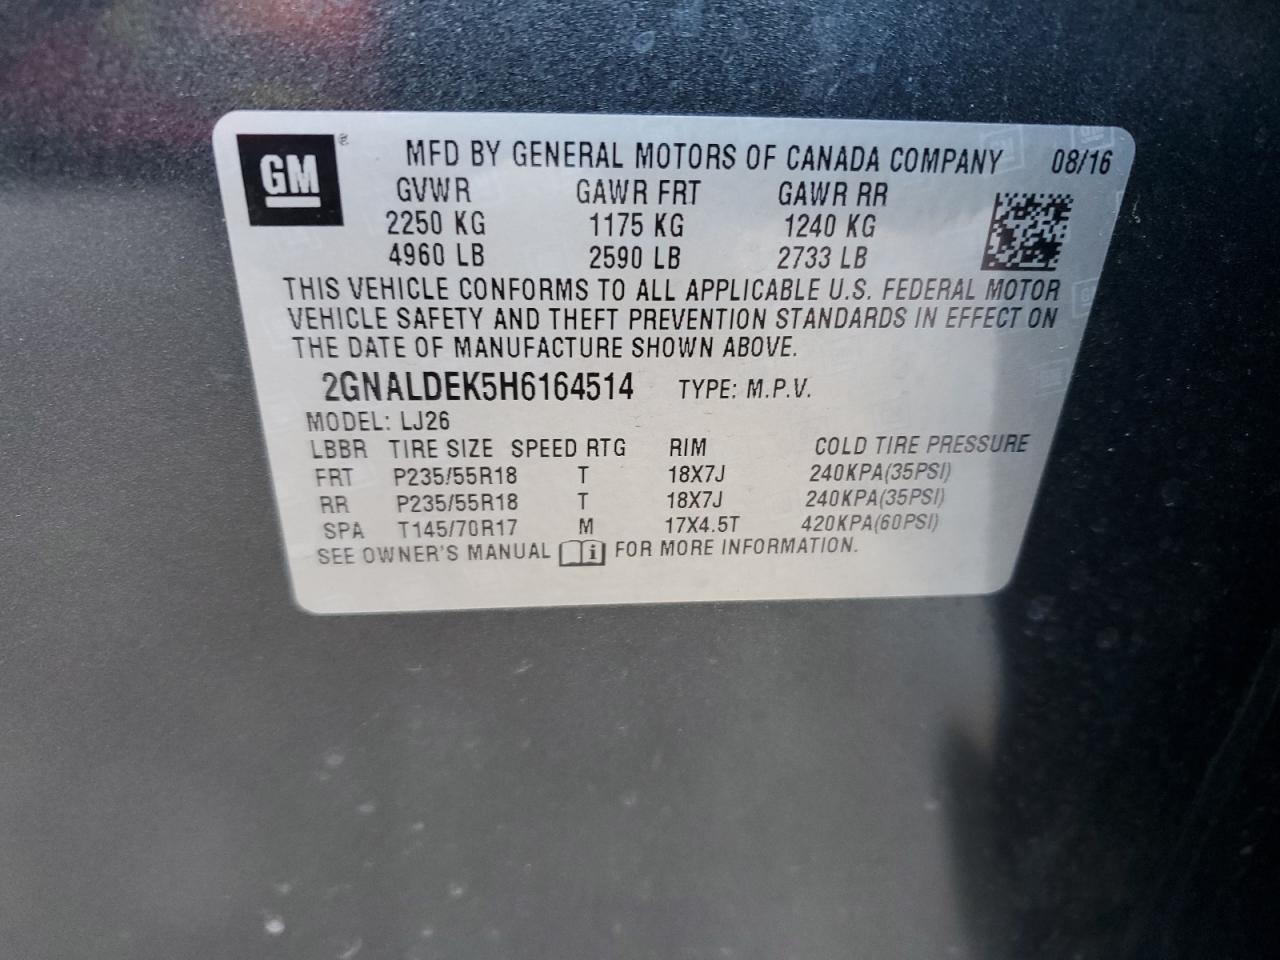 GM ®
MFD BY GENERAL MOTORS OF CANADA COMPANY 08/16
GVWR GAWR FRT GAWR RR
2250 KG 1175 KG 1240 KG
4960 LB 2590 LB 2733 LB
THIS VEHICLE CONFORMS TO ALL APPLICABLE U.S. FEDERAL MOTOR
VEHICLE SAFETY AND THEFT PREVENTION STANDARDS IN EFFECT ON
THE DATE OF MANUFACTURE SHOWN ABOVE.
2GNALDEK5H6164514 TYPE: M.P.V.
MODEL: LJ26
LBBR TIRE SIZE SPEED RTG RIM COLD TIRE PRESSURE
FRT P235/55R18 T 18X7J 240KPA(35PSI)
RR P235/55R18 T 18X7J 240KPA(35PSI)
SPA T145/70R17 M 17X4.5T 420KPA(60PSI)
SEE OWNER'S MANUAL i FOR MORE INFORMATION.